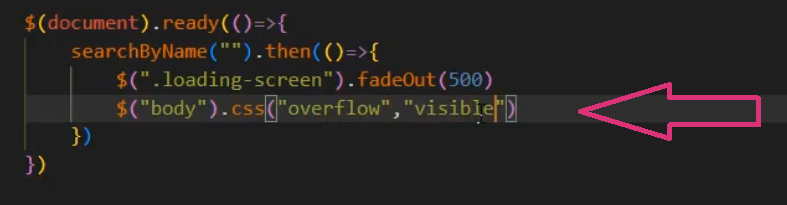 $(document).ready(()=>{
searchByName("").then(()=>{
$(".loading-screen").fadeOut(500)
$("body").css("overflow","visible")
})
})